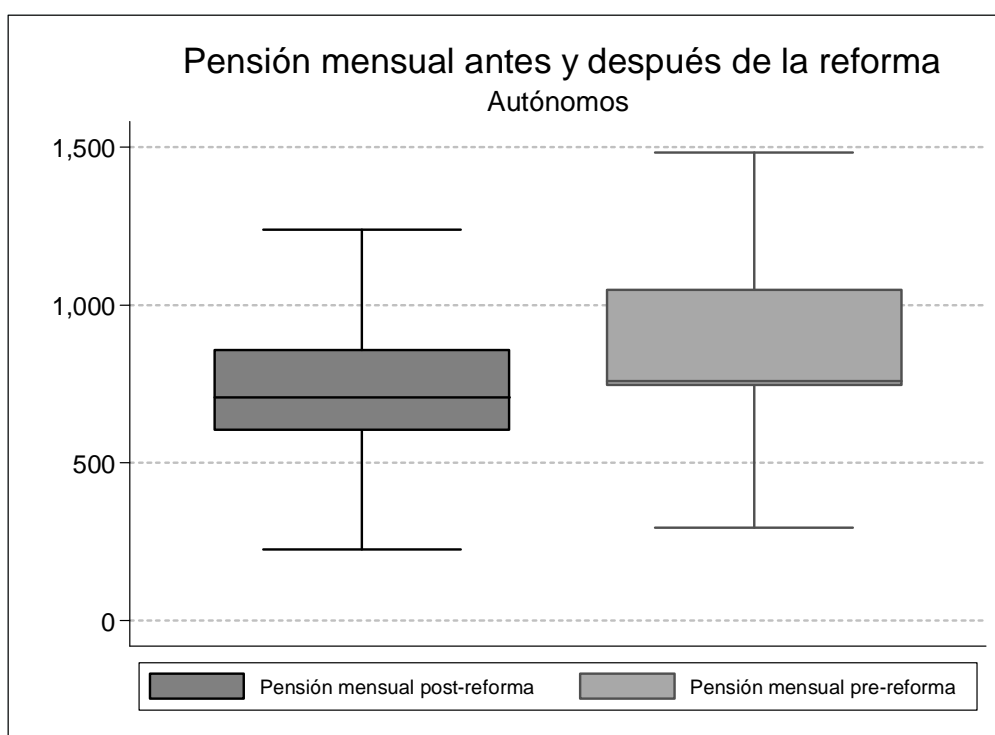 Pensión mensual antes y después de la reforma
Autónomos
1,500
1,000
500
0
Pensión mensual post-reforma
Pensión mensual pre-reforma